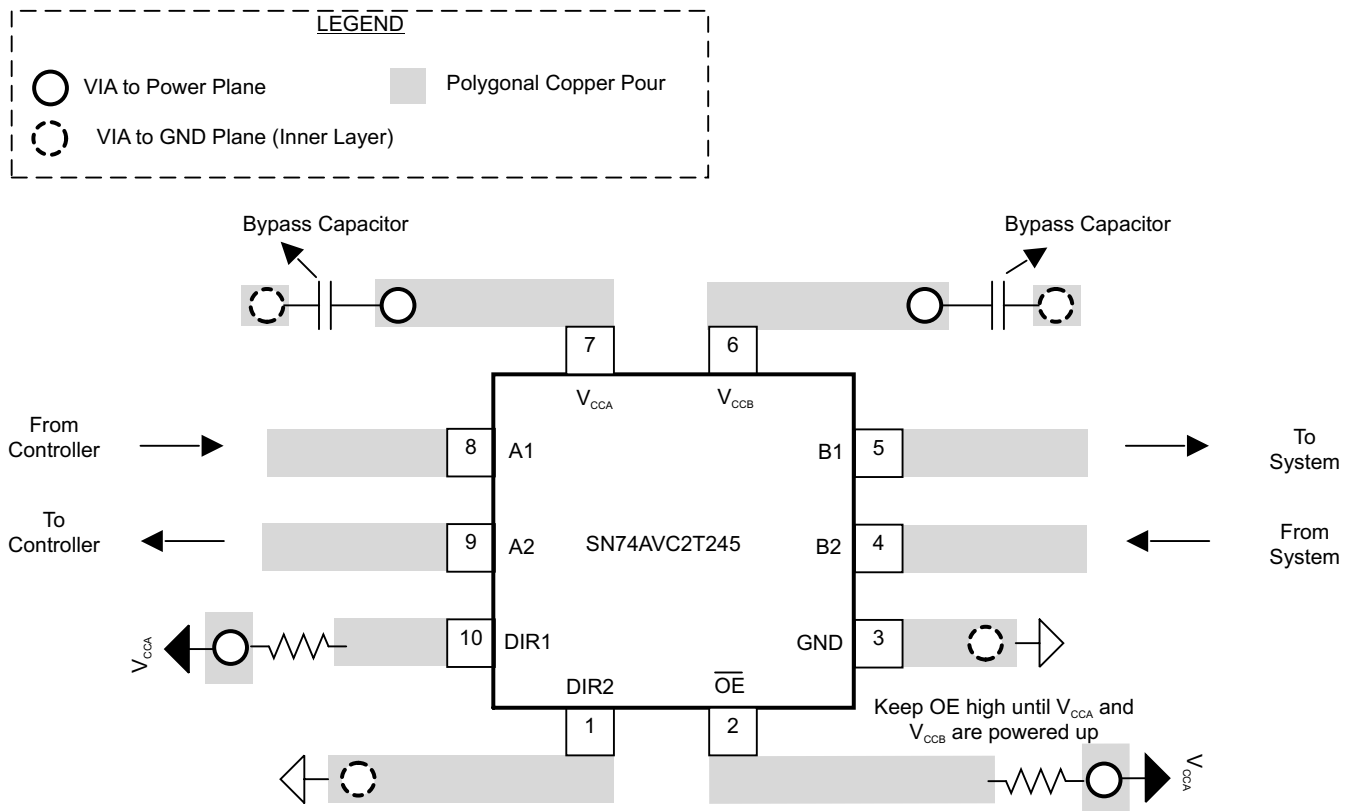 LEGEND
VIA to Power Plane
Polygonal Copper Pour
VIA to GND Plane (Inner Layer)
Bypass Capacitor
Bypass Capacitor
7
6
VCCA
VCCB
From
Controller
8
A1
B1
5
To
System
To
Controller
9
A2
SN74AVC2T245
B2
4
From
System
VCCA
10
DIR1
GND
3
DIR2
OE
1
2
Keep OE high until VCCA and
VCCB are powered up
VCCA